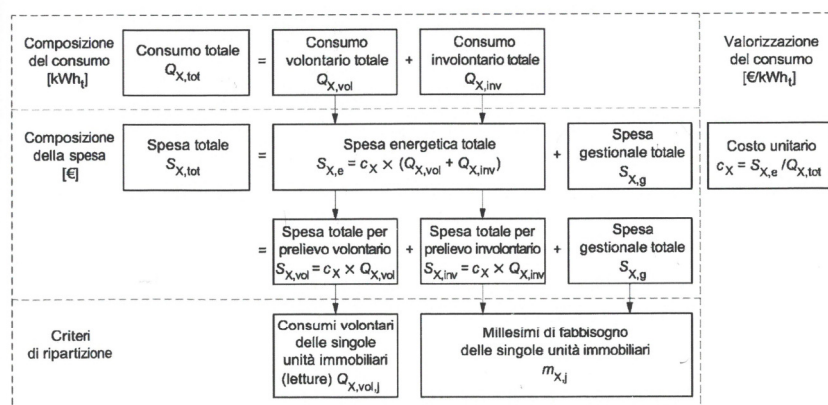 Composizione
del consumo
[kWht]
Consumo totale
QX,tot
=
Consumo
volontario totale
QX,vol
+
Consumo
involontario totale
QX,inv
Valorizzazione
del consumo
[€/kWht]
Composizione
della spesa
[€]
Spesa totale
SX,tot
=
Spesa energetica totale
SX,e = cX × (QX,vol + QX,inv)
+
Spesa
gestionale totale
SX,g
Costo unitario
cX = SX,e /QX,tot
=
Spesa totale per
prelievo volontario
SX,vol = cX × QX,vol
+
Spesa totale per
prelievo involontario
SX,inv = cX × QX,inv
+
Spesa
gestionale totale
SX,g
Criteri
di ripartizione
Consumi volontari
delle singole
unità immobiliari
(letture) QX,vol,j
Millesimi di fabbisogno
delle singole unità immobiliari
mX,j